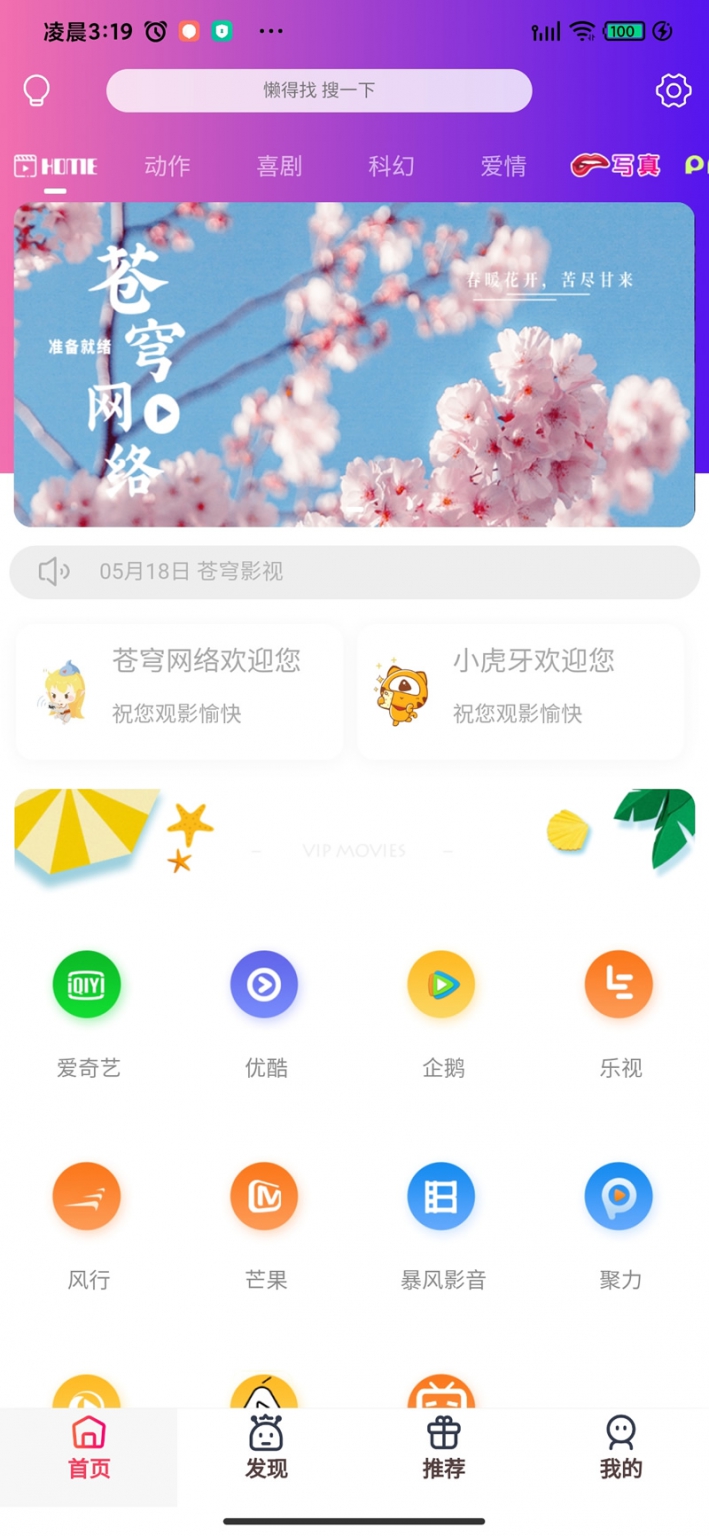 凌晨3:19
100
懒得找 搜一下
HOME
动作
喜剧
科幻
爱情
写真
春暖花开，苦尽甘来
苍穹网络
准备就绪
05月18日 苍穹影视
苍穹网络欢迎您
祝您观影愉快
小虎牙欢迎您
祝您观影愉快
– VIP MOVIES –
iQIYI
爱奇艺
优酷
企鹅
乐视
风行
芒果
暴风影音
聚力
首页
发现
推荐
我的